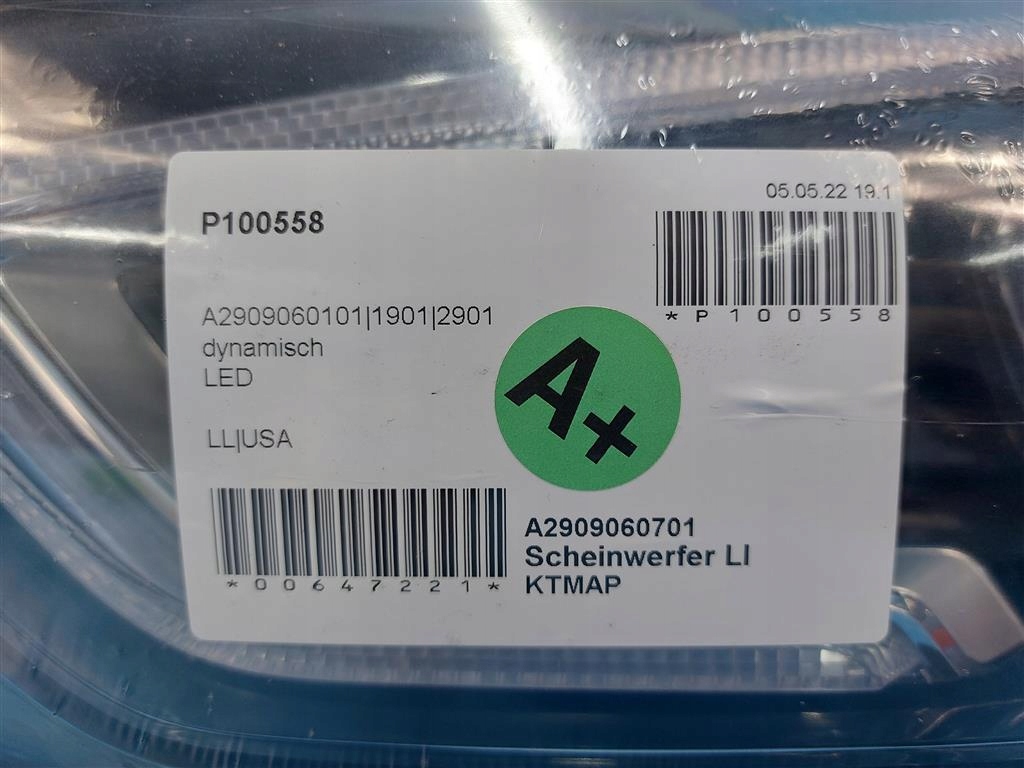 05.05.22 19.1
P100558
*P100558
A2909060101|1901|2901
dynamisch
LED
A+
LL|USA
*00647221*
A2909060701
Scheinwerfer LI
KTMAP